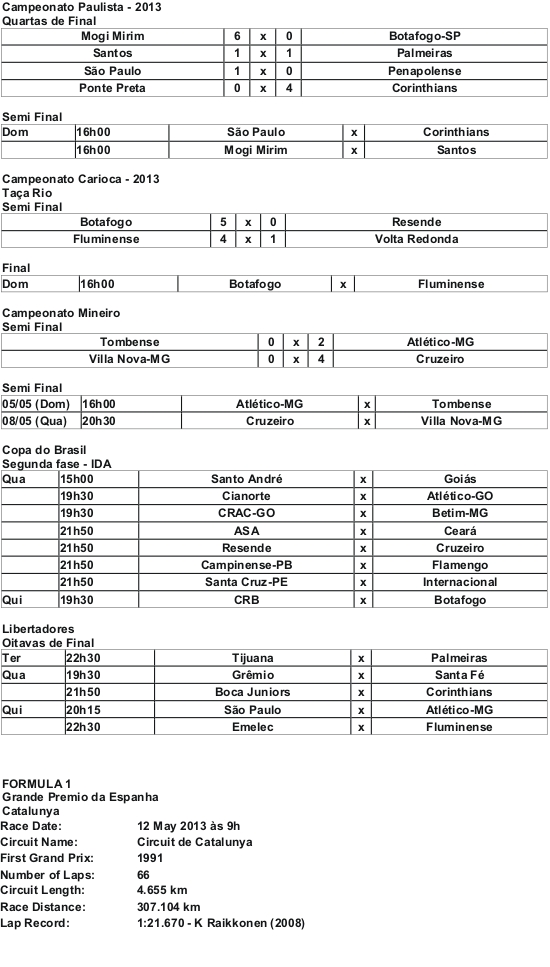 Campeonato Paulista - 2013
Quartas de Final
Mogi Mirim 6 x 0 Botafogo-SP
Santos 1 x 1 Palmeiras
São Paulo 1 x 0 Penapolense
Ponte Preta 0 x 4 Corinthians
Semi Final
Dom 16h00 São Paulo x Corinthians
16h00 Mogi Mirim x Santos
Campeonato Carioca - 2013
Taça Rio
Semi Final
Botafogo 5 x 0 Resende
Fluminense 4 x 1 Volta Redonda
Final
Dom 16h00 Botafogo x Fluminense
Campeonato Mineiro
Semi Final
Tombense 0 x 2 Atlético-MG
Villa Nova-MG 0 x 4 Cruzeiro
Semi Final
05/05 (Dom) 16h00 Atlético-MG x Tombense
08/05 (Qua) 20h30 Cruzeiro x Villa Nova-MG
Copa do Brasil
Segunda fase - IDA
Qua 15h00 Santo André x Goiás
19h30 Cianorte x Atlético-GO
19h30 CRAC-GO x Betim-MG
21h50 ASA x Ceará
21h50 Resende x Cruzeiro
21h50 Campinense-PB x Flamengo
21h50 Santa Cruz-PE x Internacional
Qui 19h30 CRB x Botafogo
Libertadores
Oitavas de Final
Ter 22h30 Tijuana x Palmeiras
Qua 19h30 Grêmio x Santa Fé
21h50 Boca Juniors x Corinthians
Qui 20h15 São Paulo x Atlético-MG
22h30 Emelec x Fluminense
FORMULA 1
Grande Premio da Espanha
Catalunya
Race Date: 12 May 2013 às 9h
Circuit Name: Circuit de Catalunya
First Grand Prix: 1991
Number of Laps: 66
Circuit Length: 4.655 km
Race Distance: 307.104 km
Lap Record: 1:21.670 - K Raikkonen (2008)